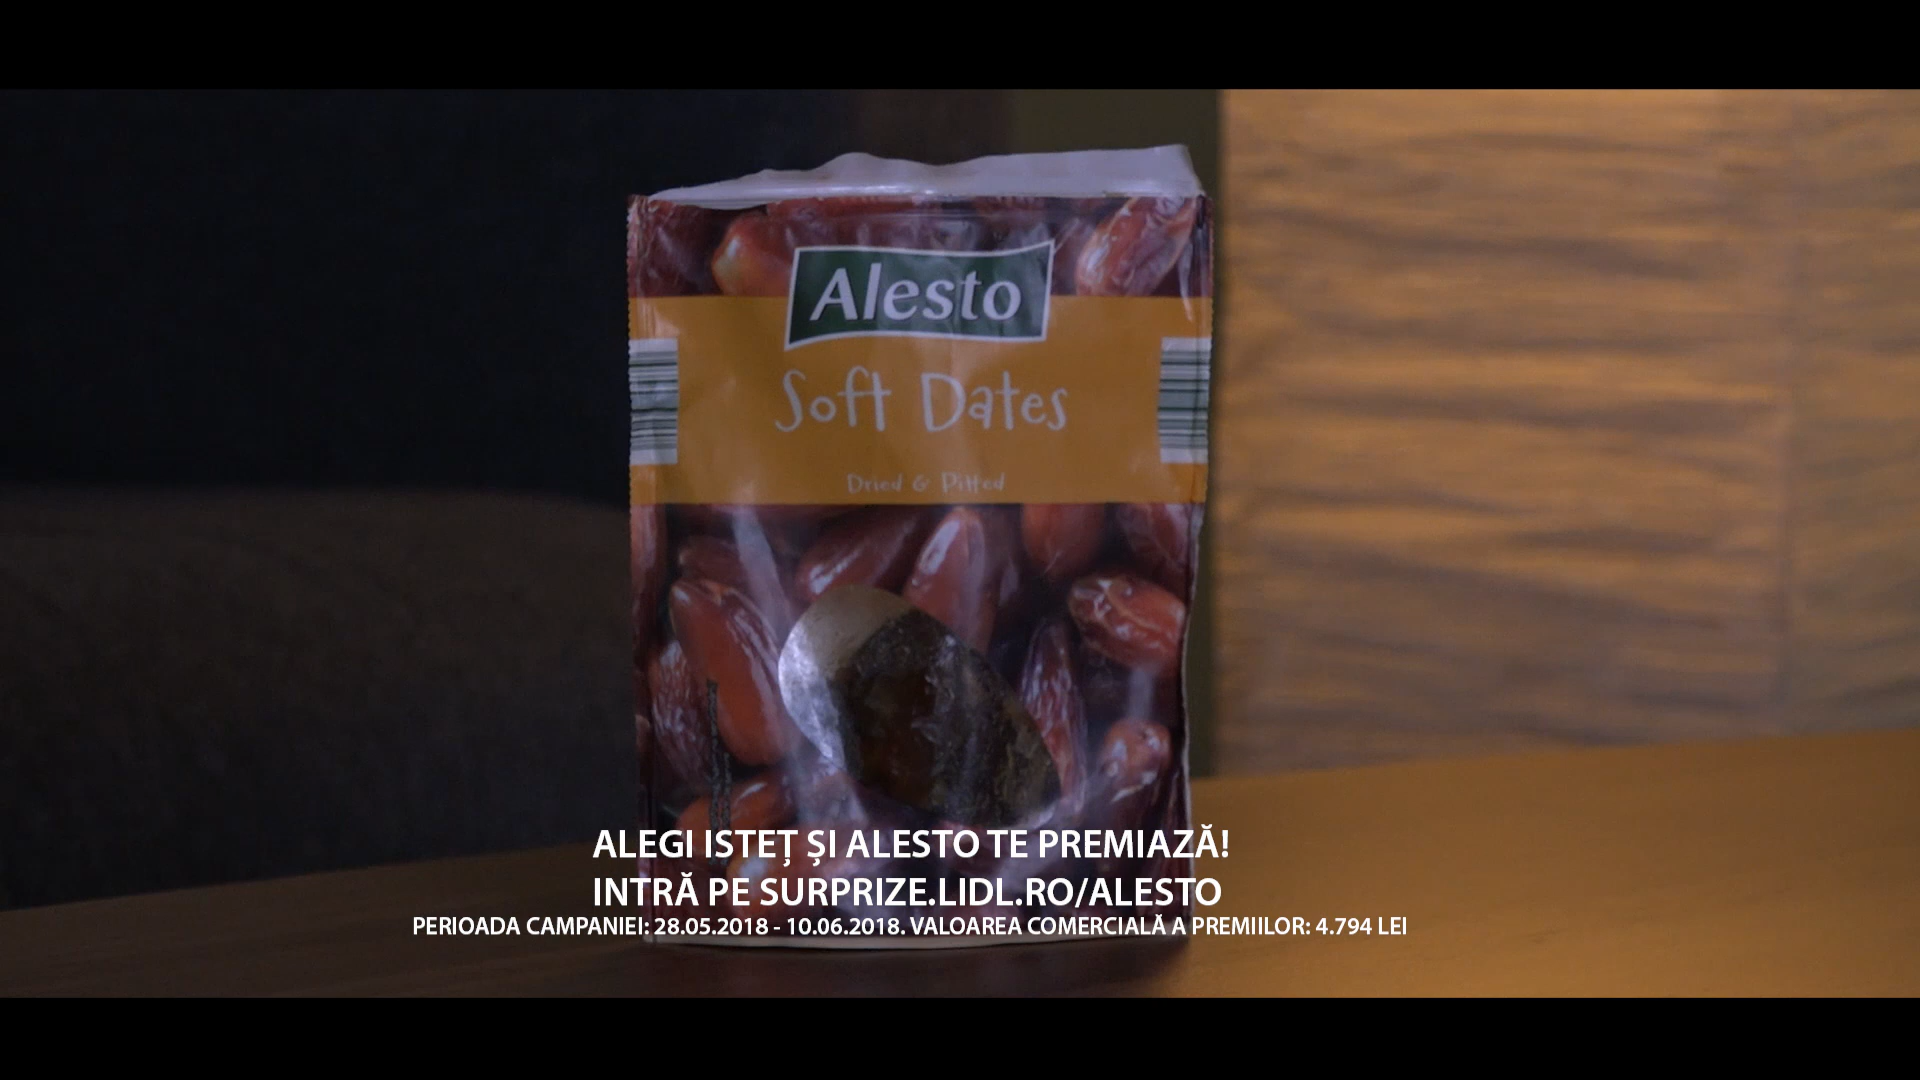 Alesto
Soft Dates
Dried & Pitted
ALEGI ISTEȚ ȘI ALESTO TE PREMIAZĂ!
INTRĂ PE SURPRIZE.LIDL.RO/ALESTO
PERIOADA CAMPANIEI: 28.05.2018 - 10.06.2018. VALOAREA COMERCIALĂ A PREMIILOR: 4.794 LEI